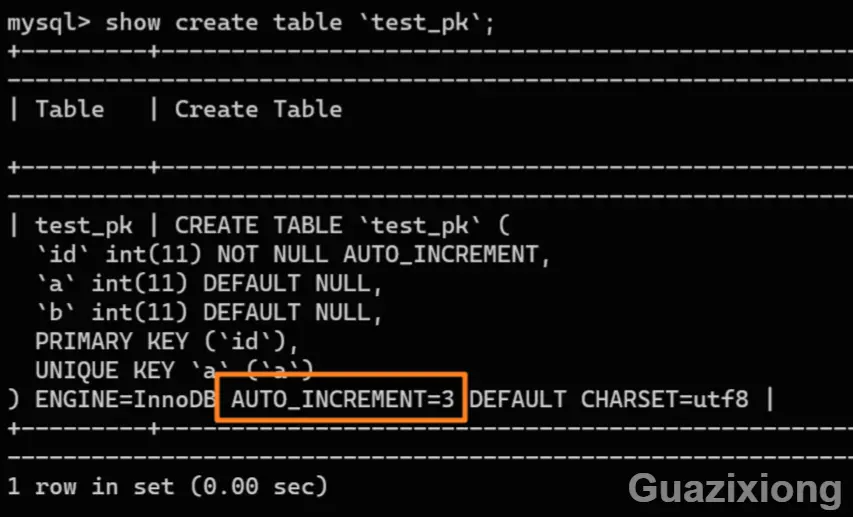 mysql> show create table `test_pk`;
+---------+-------------------------------------------------
------------------------------------------------------------
| Table   | Create Table
+---------+-------------------------------------------------
------------------------------------------------------------
| test_pk | CREATE TABLE `test_pk` (
  `id` int(11) NOT NULL AUTO_INCREMENT,
  `a` int(11) DEFAULT NULL,
  `b` int(11) DEFAULT NULL,
  PRIMARY KEY (`id`),
  UNIQUE KEY `a` (`a`)
) ENGINE=InnoDB AUTO_INCREMENT=3 DEFAULT CHARSET=utf8 |
+---------+-------------------------------------------------
------------------------------------------------------------
1 row in set (0.00 sec)
Guazixiong